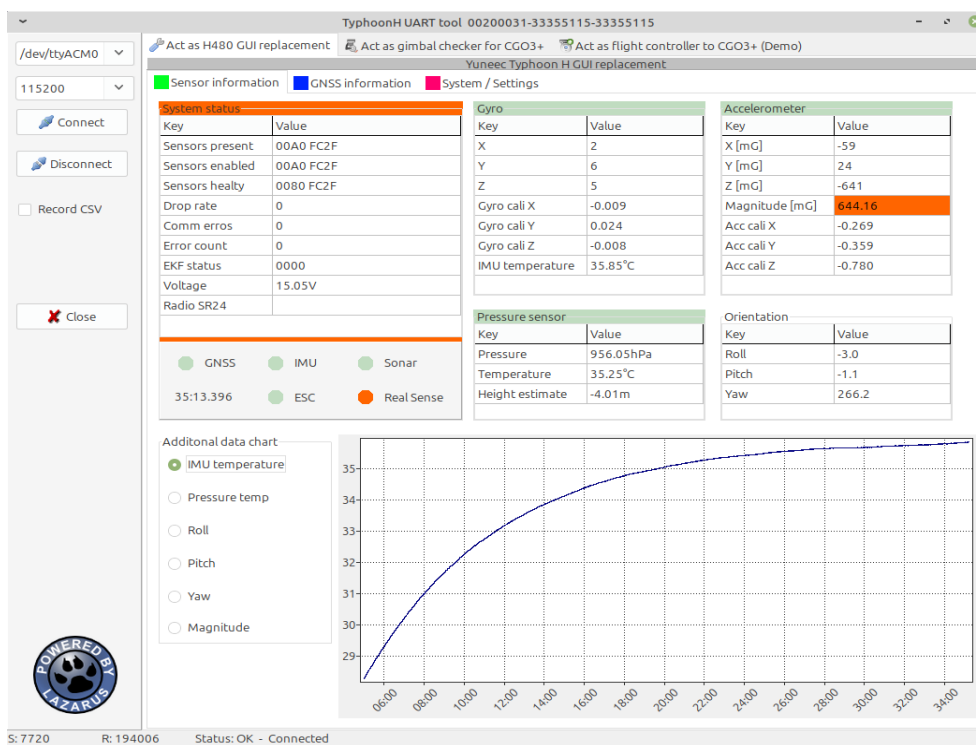 TyphoonH UART tool 00200031-33355115-33355115
/dev/ttyACM0
115200
Connect
Disconnect
Record CSV
Close
POWERED BY
LAZARUS
Act as H480 GUI replacement Act as gimbal checker for CGO3+ Act as flight controller to CGO3+ (Demo)
Yuneec Typhoon H GUI replacement
Sensor information GNSS information System / Settings
System status
Key Value
Sensors present 00A0 FC2F
Sensors enabled 00A0 FC2F
Sensors healty 0080 FC2F
Drop rate 0
Comm erros 0
Error count 0
EKF status 0000
Voltage 15.05V
Radio SR24
GNSS IMU Sonar
35:13.396 ESC Real Sense
Gyro
Key Value
X 2
Y 6
Z 5
Gyro cali X -0.009
Gyro cali Y 0.024
Gyro cali Z -0.008
IMU temperature 35.85°C
Accelerometer
Key Value
X [mG] -59
Y [mG] 24
Z [mG] -641
Magnitude [mG] 644.16
Acc cali X -0.269
Acc cali Y -0.359
Acc cali Z -0.780
Pressure sensor
Key Value
Pressure 956.05hPa
Temperature 35.25°C
Height estimate -4.01m
Orientation
Key Value
Roll -3.0
Pitch -1.1
Yaw 266.2
Additonal data chart
IMU temperature
Pressure temp
Roll
Pitch
Yaw
Magnitude
35
34
33
32
31
30
29
06:00 08:00 10:00 12:00 14:00 16:00 18:00 20:00 22:00 24:00 26:00 28:00 30:00 32:00 34:00
S: 7720 R: 194006 Status: OK - Connected